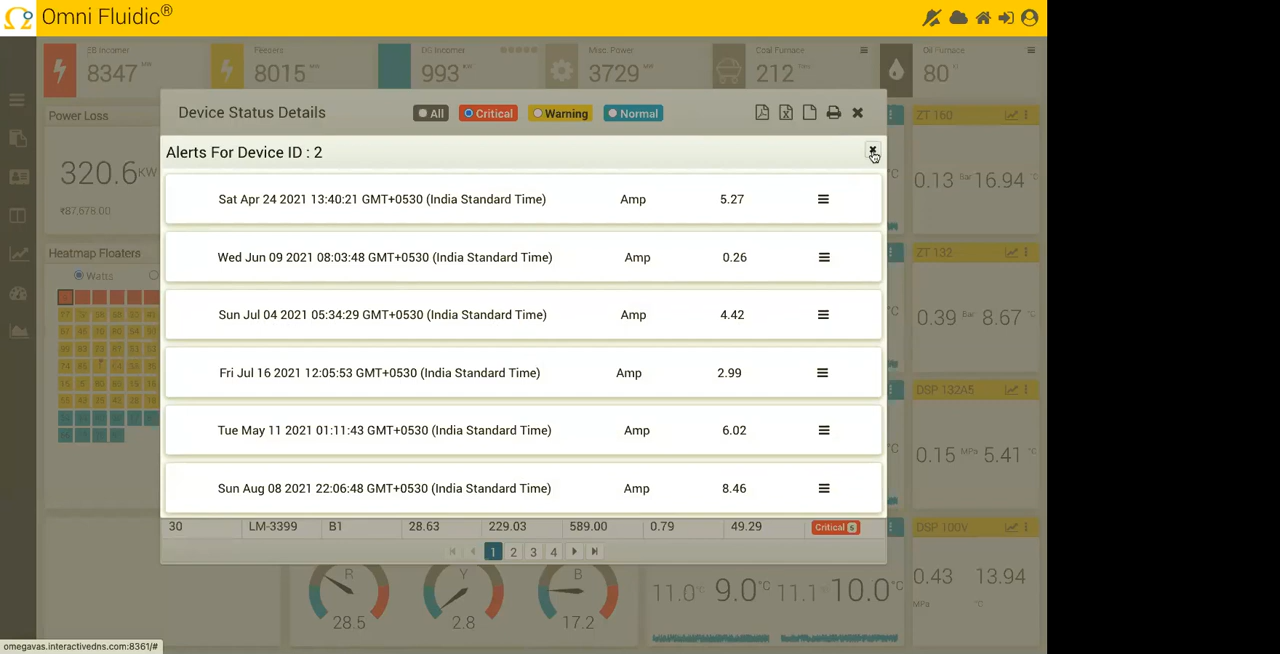 Omni Fluidic®
EB Incomer
8347
Feeders
8015
DG Incomer
993
Misc. Power
3729
Coal Furnace
212
Oil Furnace
80
Power Loss
320.6 KW
₹87,678.00
Device Status Details
All
Critical
Warning
Normal
Alerts For Device ID : 2
Sat Apr 24 2021 13:40:21 GMT+0530 (India Standard Time) Amp 5.27
Wed Jun 09 2021 08:03:48 GMT+0530 (India Standard Time) Amp 0.26
Sun Jul 04 2021 05:34:29 GMT+0530 (India Standard Time) Amp 4.42
Fri Jul 16 2021 12:05:53 GMT+0530 (India Standard Time) Amp 2.99
Tue May 11 2021 01:11:43 GMT+0530 (India Standard Time) Amp 6.02
Sun Aug 08 2021 22:06:48 GMT+0530 (India Standard Time) Amp 8.46
30 LM-3399 B1 28.63 229.03 589.00 0.79 49.29 Critical
1 2 3 4
Heatmap Floaters
Watts
R
28.5
Y
2.8
B
17.2
11.0°C 9.0°C 11.1°C 10.0°C
ZT 160
0.13 Bar 16.94 °C
ZT 132
0.39 Bar 8.67 °C
DSP 132A5
0.15 MPa 5.41 °C
DSP 100V
0.43 13.94
MPa °C
omegavas.interactivedns.com:8361/#